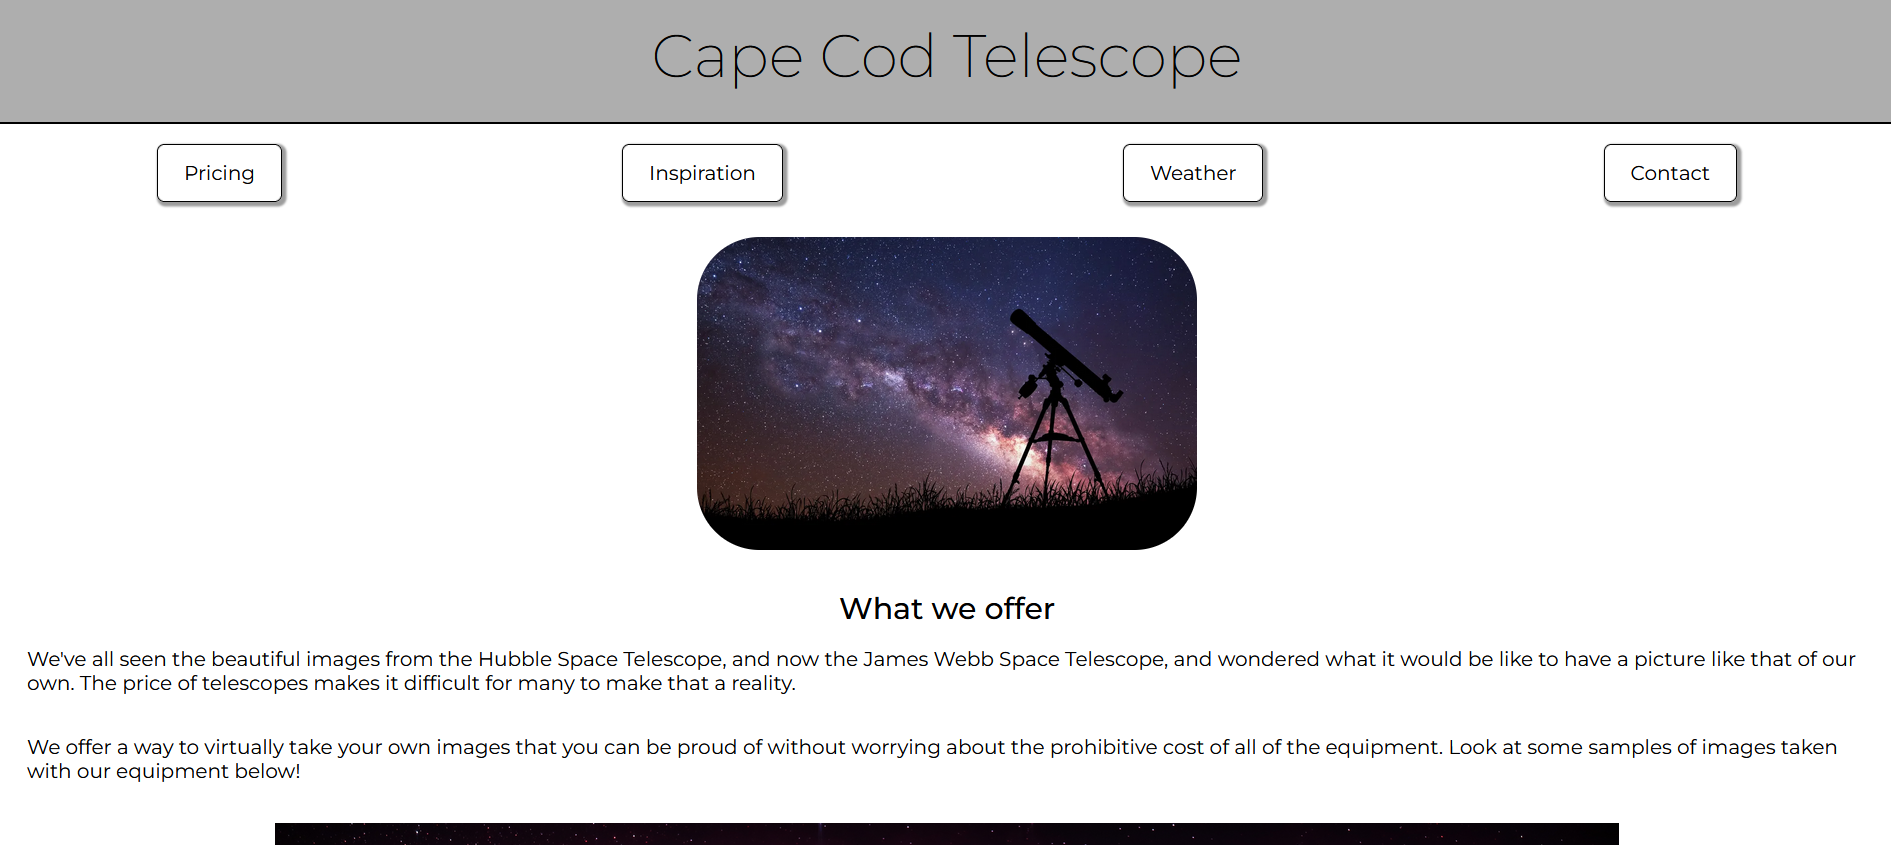 Cape Cod Telescope
Pricing
Inspiration
Weather
Contact
What we offer
We've all seen the beautiful images from the Hubble Space Telescope, and now the James Webb Space Telescope, and wondered what it would be like to have a picture like that of our
own. The price of telescopes makes it difficult for many to make that a reality.
We offer a way to virtually take your own images that you can be proud of without worrying about the prohibitive cost of all of the equipment. Look at some samples of images taken
with our equipment below!